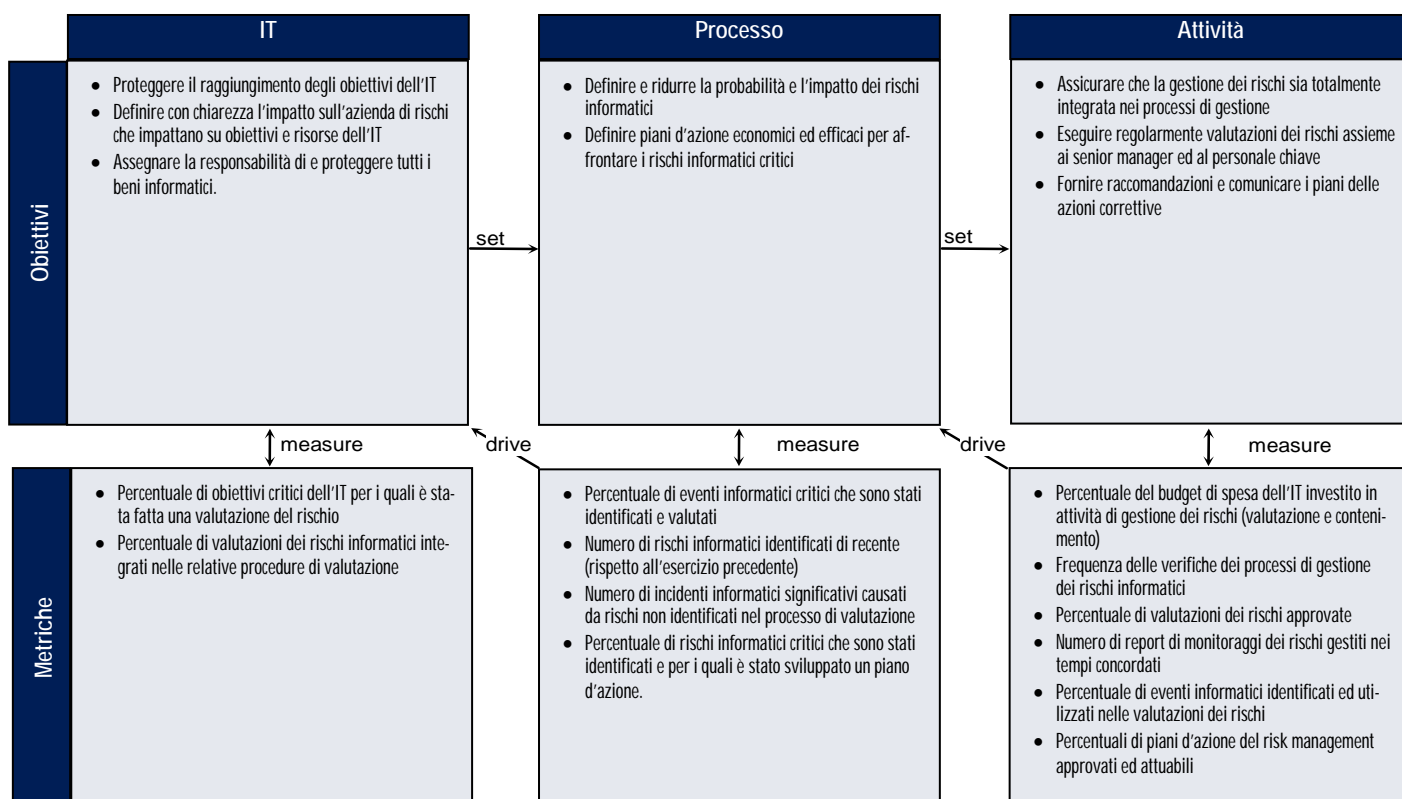 IT
Processo
Attività
Obiettivi
• Proteggere il raggiungimento degli obiettivi dell'IT
• Definire con chiarezza l'impatto sull'azienda di rischi
che impattano su obiettivi e risorse dell'IT
• Assegnare la responsabilità di e proteggere tutti i
beni informatici.
set
• Definire e ridurre la probabilità e l'impatto dei rischi
informatici
• Definire piani d'azione economici ed efficaci per af-
frontare i rischi informatici critici
set
• Assicurare che la gestione dei rischi sia totalmente
integrata nei processi di gestione
• Eseguire regolarmente valutazioni dei rischi assieme
ai senior manager ed al personale chiave
• Fornire raccomandazioni e comunicare i piani delle
azioni correttive
measure
drive
measure
drive
measure
Metriche
• Percentuale di obiettivi critici dell'IT per i quali è sta-
ta fatta una valutazione del rischio
• Percentuale di valutazioni dei rischi informatici inte-
grati nelle relative procedure di valutazione
• Percentuale di eventi informatici critici che sono stati
identificati e valutati
• Numero di rischi informatici identificati di recente
(rispetto all'esercizio precedente)
• Numero di incidenti informatici significativi causati
da rischi non identificati nel processo di valutazione
• Percentuale di rischi informatici critici che sono stati
identificati e per i quali è stato sviluppato un piano
d'azione.
• Percentuale del budget di spesa dell'IT investito in
attività di gestione dei rischi (valutazione e conteni-
mento)
• Frequenza delle verifiche dei processi di gestione
dei rischi informatici
• Percentuale di valutazioni dei rischi approvate
• Numero di report di monitoraggi dei rischi gestiti nei
tempi concordati
• Percentuale di eventi informatici identificati ed uti-
lizzati nelle valutazioni dei rischi
• Percentuali di piani d'azione del risk management
approvati ed attuabili